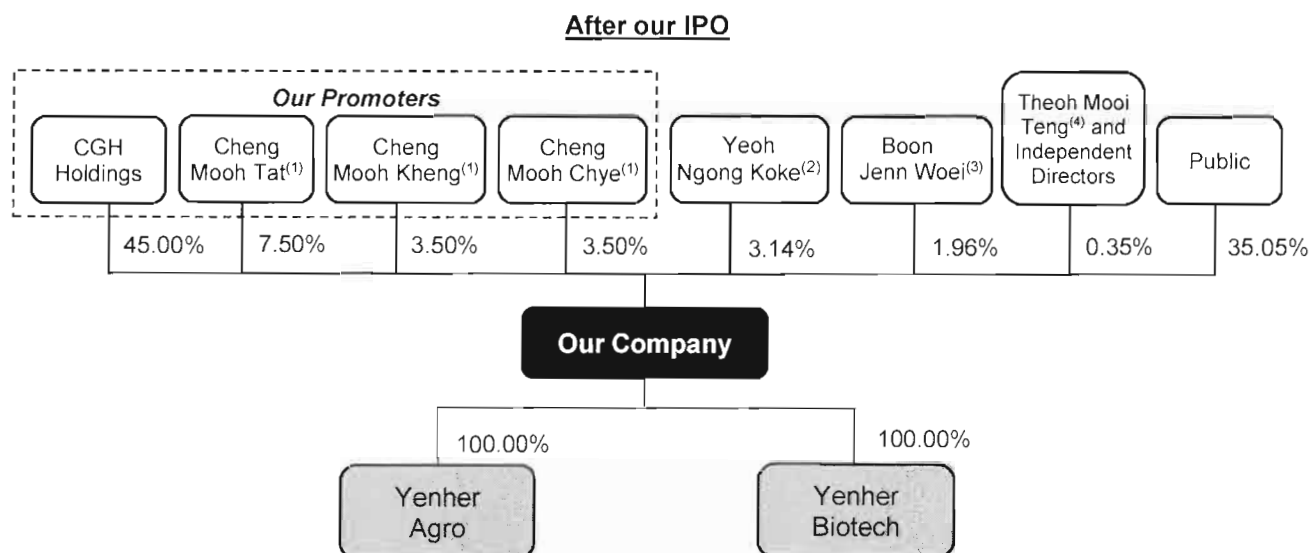 After our IPO
Our Promoters
CGH
Holdings
Cheng
Mooh Tat(1)
Cheng
Mooh Kheng(1)
Cheng
Mooh Chye(1)
Yeoh
Ngong Koke(2)
Boon
Jenn Woei(3)
Theoh Mooi
Teng(4) and
Independent
Directors
Public
45.00%
7.50%
3.50%
3.50%
3.14%
1.96%
0.35%
35.05%
Our Company
100.00%
100.00%
Yenher
Agro
Yenher
Biotech